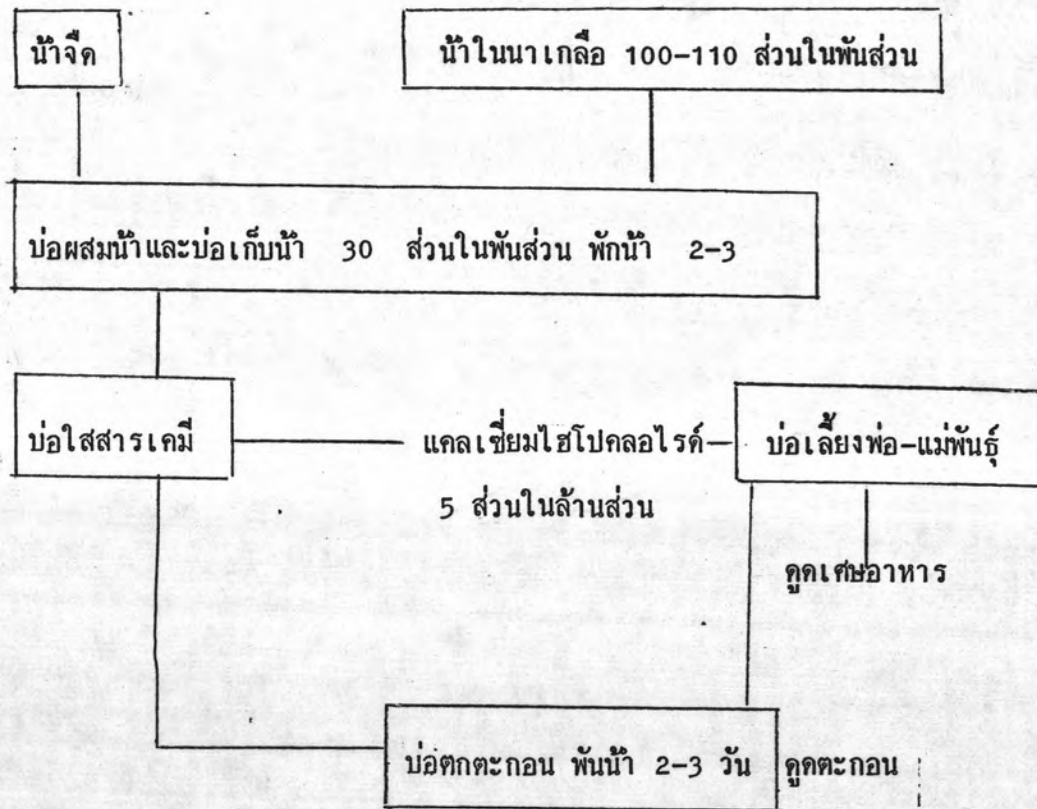 น้ำจืด
น้ำในนาเกลือ 100-110 ส่วนในพันส่วน
บ่อผสมน้ำและบ่อเก็บน้ำ 30 ส่วนในพันส่วน พักน้ำ 2-3
บ่อใส่สารเคมี
แคลเซี่ยมไฮโปคลอไรด์
บ่อเลี้ยงพ่อ-แม่พันธุ์
5 ส่วนในล้านส่วน
ดูดเศษอาหาร
บ่อตกตะกอน พันน้ำ 2-3 วัน
ดูดตะกอน